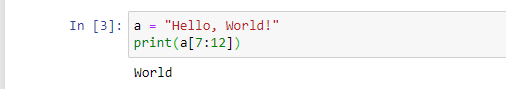 In [3]: a = "Hello, World!"
print(a[7:12])
World